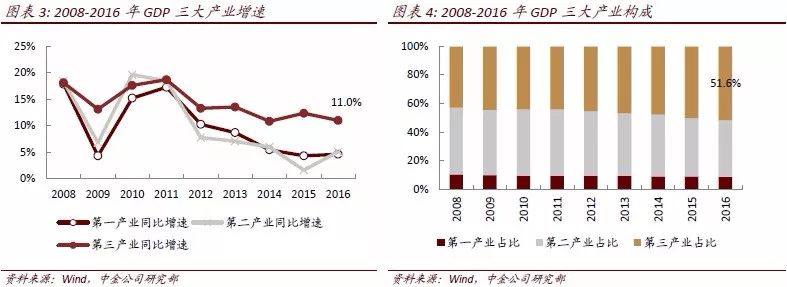 图表 3: 2008-2016 年 GDP 三大产业增速
25%
20%
15%
10%
5%
0%
11.0%
2008 2009 2010 2011 2012 2013 2014 2015 2016
第一产业同比增速 第二产业同比增速
第三产业同比增速
资料来源：Wind，中金公司研究部
图表 4: 2008-2016 年 GDP 三大产业构成
100%
80%
60%
40%
20%
0%
51.6%
2008 2009 2010 2011 2012 2013 2014 2015 2016
第一产业占比 第二产业占比 第三产业占比
资料来源：Wind，中金公司研究部